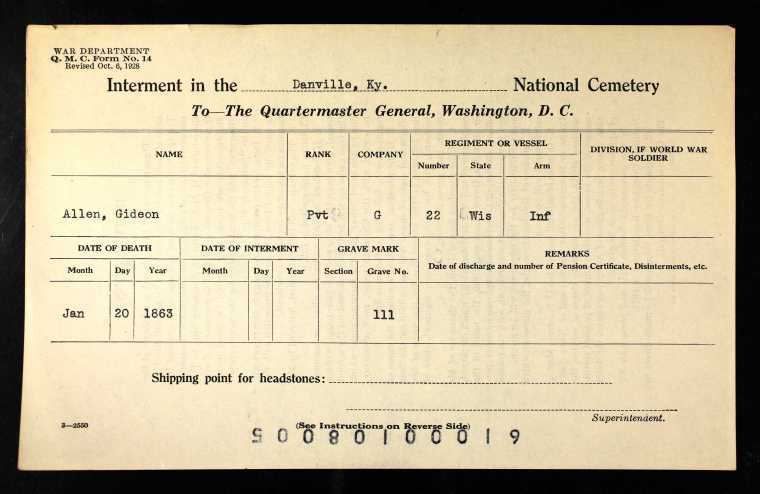 WAR DEPARTMENT
Q. M. C. Form No. 14
Revised Oct. 6, 1928
Interment in the Danville, Ky. National Cemetery
To—The Quartermaster General, Washington, D. C.
NAME RANK COMPANY REGIMENT OR VESSEL DIVISION, IF WORLD WAR SOLDIER
Number State Arm
Allen, Gideon Pvt G 22 Wis Inf
DATE OF DEATH DATE OF INTERMENT GRAVE MARK REMARKS
Month Day Year Month Day Year Section Grave No. Date of discharge and number of Pension Certificate, Disinterments, etc.
Jan 20 1863 111
Shipping point for headstones:
Superintendent.
3—2550 (See Instructions on Reverse Side)
500801000019